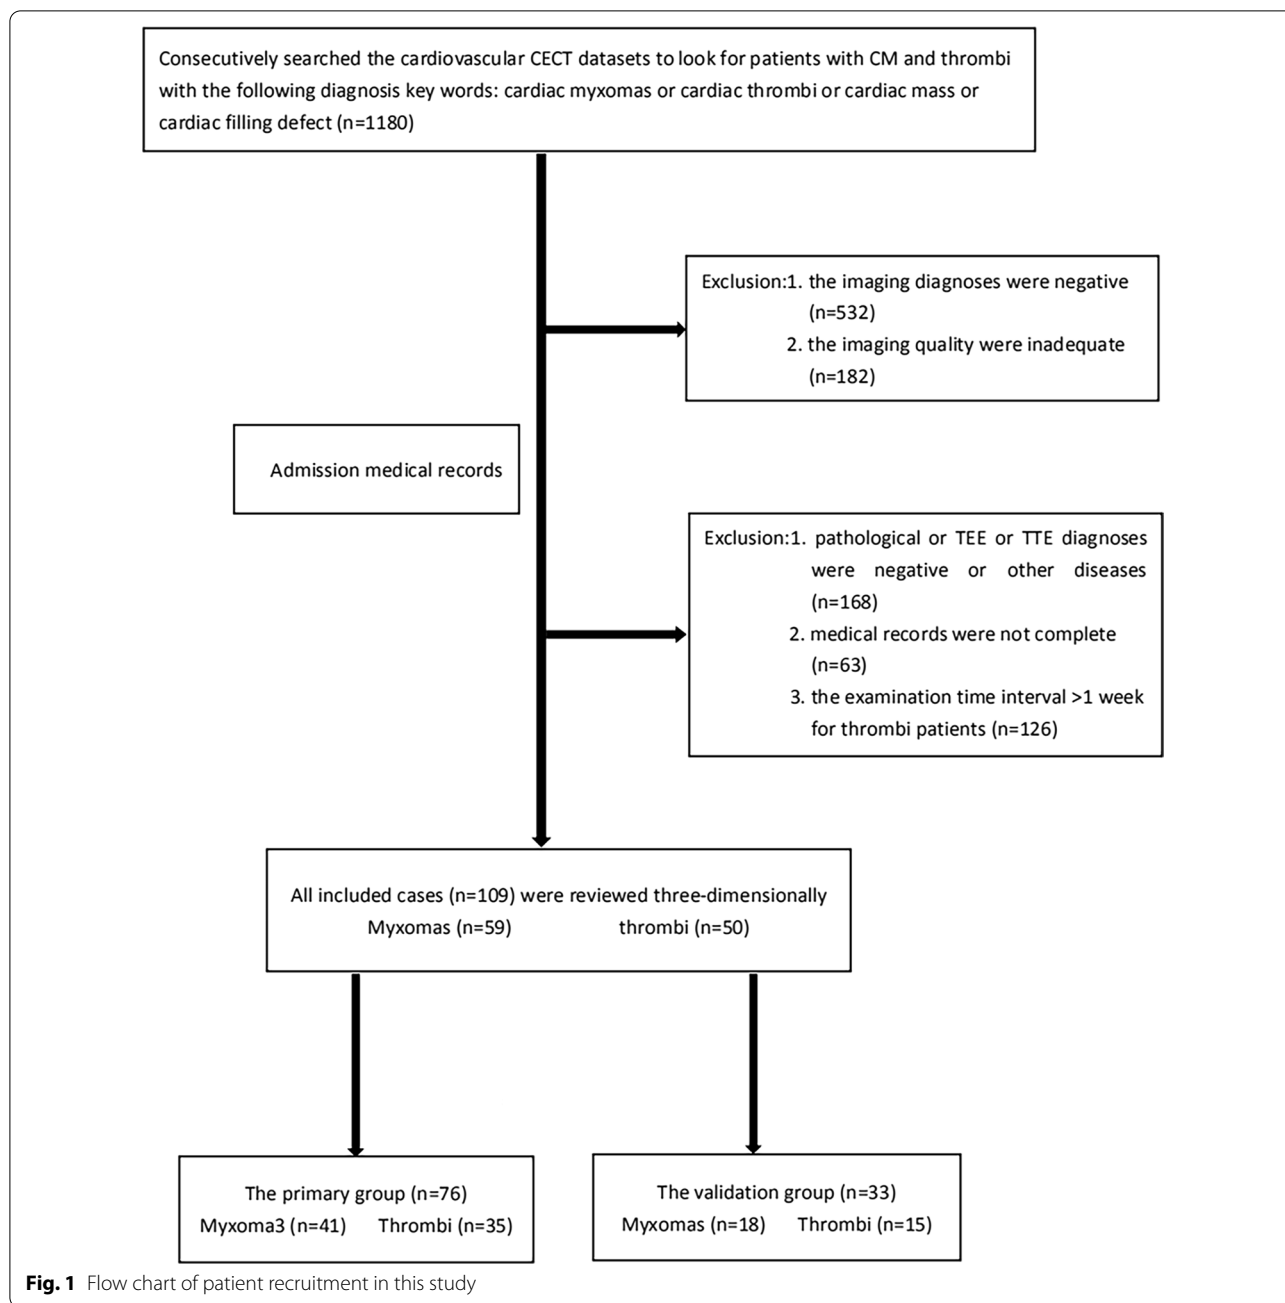 Consecutively searched the cardiovascular CECT datasets to look for patients with CM and thrombi
with the following diagnosis key words: cardiac myxomas or cardiac thrombi or cardiac mass or
cardiac filling defect (n=1180)
Exclusion:1. the imaging diagnoses were negative
(n=532)
2. the imaging quality were inadequate
(n=182)
Admission medical records
Exclusion:1. pathological or TEE or TTE diagnoses
were negative or other diseases
(n=168)
2. medical records were not complete
(n=63)
3. the examination time interval >1 week
for thrombi patients (n=126)
All included cases (n=109) were reviewed three-dimensionally
Myxomas (n=59) thrombi (n=50)
The primary group (n=76)
Myxoma3 (n=41) Thrombi (n=35)
The validation group (n=33)
Myxomas (n=18) Thrombi (n=15)
Fig. 1 Flow chart of patient recruitment in this study